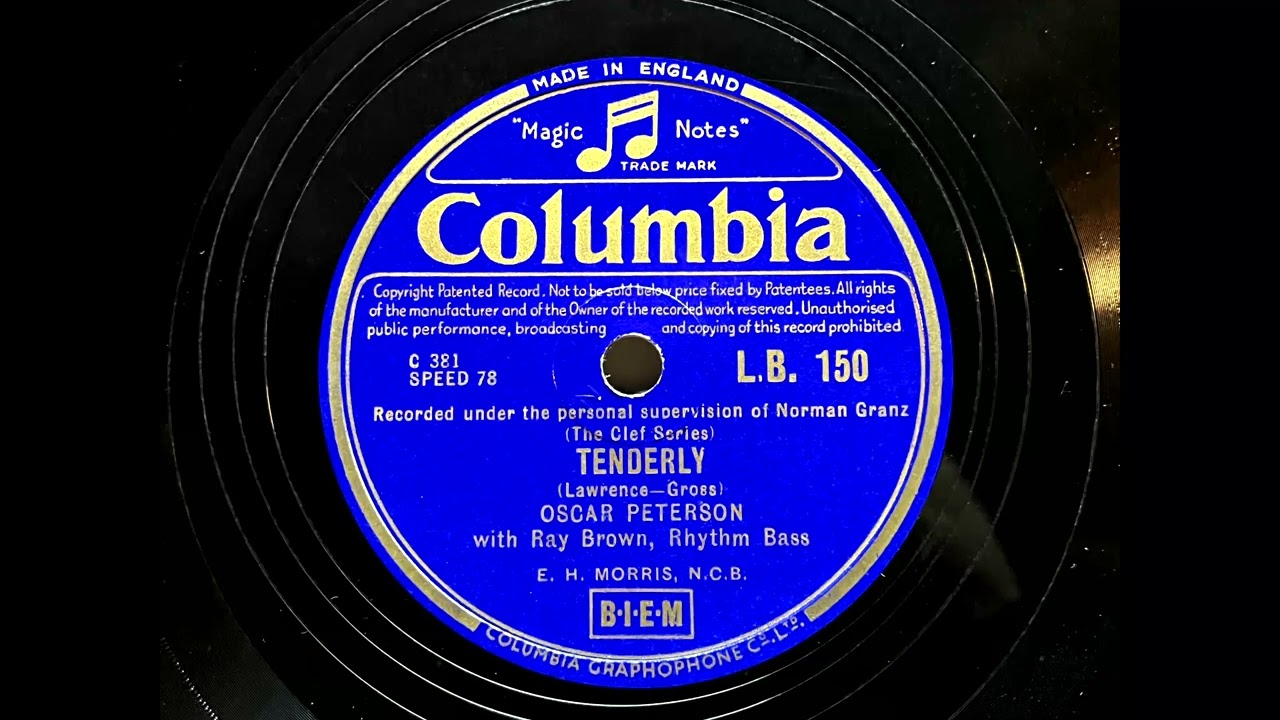 MADE IN ENGLAND
"Magic Notes"
TRADE MARK
Columbia
Copyright Patented Record. Not to be sold below price fixed by Patentees. All rights
of the manufacturer and of the Owner of the recorded work reserved. Unauthorised
public performance, broadcasting and copying of this record prohibited
C 381
SPEED 78
L.B. 150
Recorded under the personal supervision of Norman Granz
(The Clef Series)
TENDERLY
(Lawrence—Gross)
OSCAR PETERSON
with Ray Brown, Rhythm Bass
E. H. MORRIS, N.C.B.
B·I·E·M
COLUMBIA GRAPHOPHONE Co. LTD.